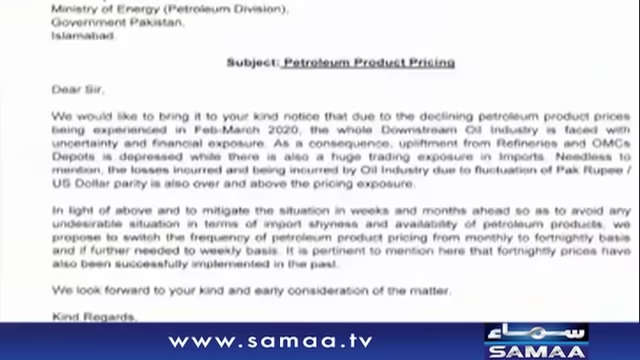 Ministry of Energy (Petroleum Division),
Government Pakistan,
Islamabad.
Subject: Petroleum Product Pricing
Dear Sir,
We would like to bring it to your kind notice that due to the declining petroleum product prices
being experienced in Feb-March 2020, the whole Downstream Oil Industry is faced with
uncertainty and financial exposure. As a consequence, upliftment from Refineries and OMCs
Depots is depressed while there is also a huge trading exposure in Imports. Needless to
mention, the losses incurred and being incurred by Oil Industry due to fluctuation of Pak Rupee /
US Dollar parity is also over and above the pricing exposure.
In light of above and to mitigate the situation in weeks and months ahead so as to avoid any
undesirable situation in terms of import shyness and availability of petroleum products, we
propose to switch the frequency of petroleum product pricing from monthly to fortnightly basis
and if further needed to weekly basis. It is pertinent to mention here that fortnightly prices have
also been successfully implemented in the past.
We look forward to your kind and early consideration of the matter.
Kind Regards,
www.samaa.tv
سماء
SAMAA